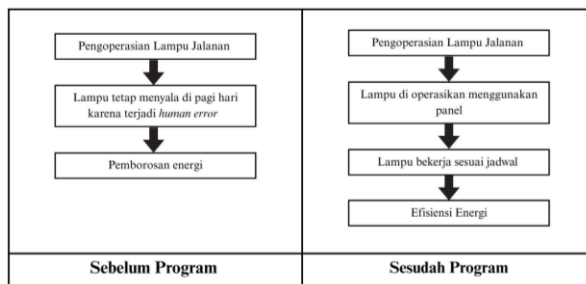 Pengoperasian Lampu Jalanan
Lampu tetap menyala di pagi hari
karena terjadi human error
Pemborosan energi
Sebelum Program
Pengoperasian Lampu Jalanan
Lampu di operasikan menggunakan
panel
Lampu bekerja sesuai jadwal
Efisiensi Energi
Sesudah Program